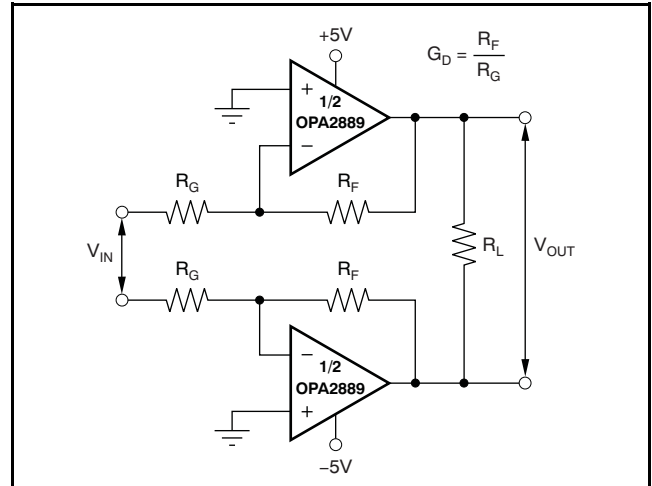 +5V
G_D = R_F / R_G
+
1/2
OPA2889
−
R_G
R_F
V_IN
R_L
V_OUT
R_G
R_F
−
1/2
OPA2889
+
−5V